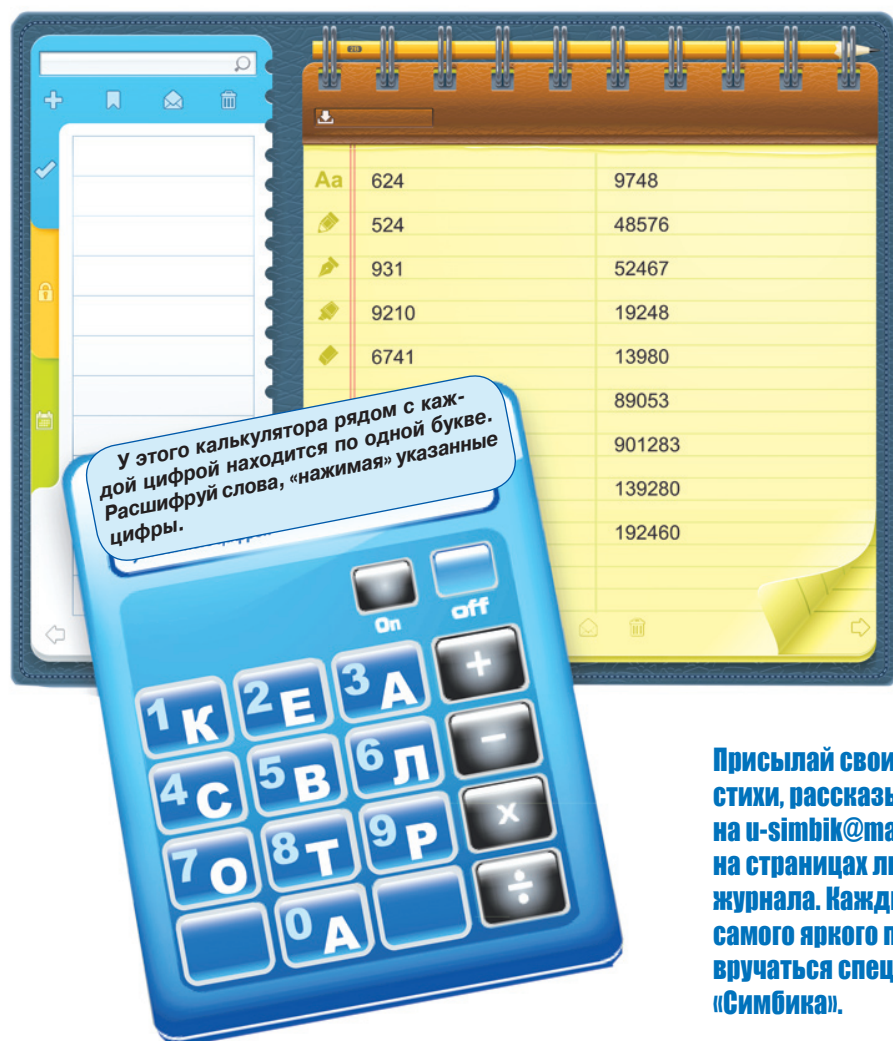 2B
Aa
624
524
931
9210
6741
9748
48576
52467
19248
13980
89053
901283
139280
192460
У этого калькулятора рядом с каж-
дой цифрой находится по одной букве.
Расшифруй слова, «нажимая» указанные
цифры.
On off
1 К 2 Е 3 А +
4 С 5 В 6 Л -
7 О 8 Т 9 Р x
0 А ÷
Присылай свои
стихи, рассказы
на u-simbik@ma
на страницах
журнала.
самого яркого
вручаться
«Симбика».